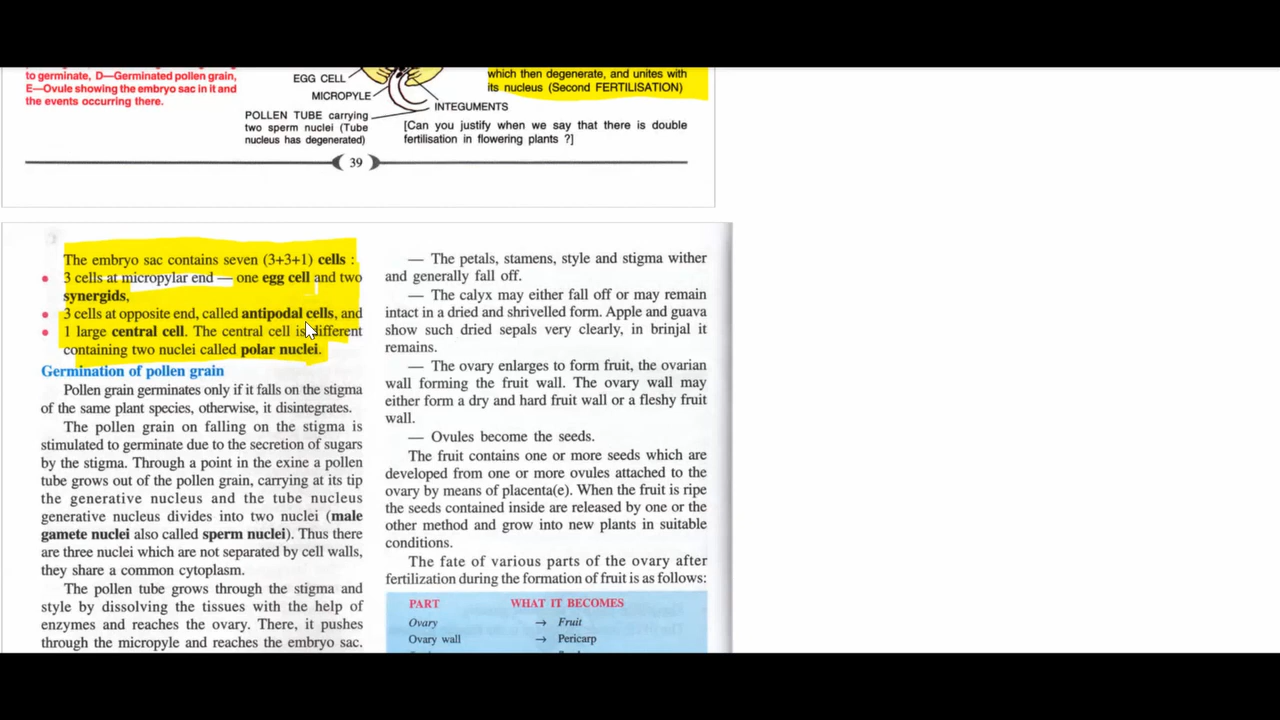 to germinate, D—Germinated pollen grain,
E—Ovule showing the embryo sac in it and
the events occurring there.
EGG CELL
MICROPYLE
POLLEN TUBE carrying
two sperm nuclei (Tube
nucleus has degenerated)
INTEGUMENTS
which then degenerate, and unites with
its nucleus (Second FERTILISATION)
[Can you justify when we say that there is double
fertilisation in flowering plants ?]
39
The embryo sac contains seven (3+3+1) cells :
• 3 cells at micropylar end — one egg cell and two
synergids,
• 3 cells at opposite end, called antipodal cells, and
• 1 large central cell. The central cell is different
containing two nuclei called polar nuclei.
Germination of pollen grain
Pollen grain germinates only if it falls on the stigma
of the same plant species, otherwise, it disintegrates.
The pollen grain on falling on the stigma is
stimulated to germinate due to the secretion of sugars
by the stigma. Through a point in the exine a pollen
tube grows out of the pollen grain, carrying at its tip
the generative nucleus and the tube nucleus
generative nucleus divides into two nuclei (male
gamete nuclei also called sperm nuclei). Thus there
are three nuclei which are not separated by cell walls,
they share a common cytoplasm.
The pollen tube grows through the stigma and
style by dissolving the tissues with the help of
enzymes and reaches the ovary. There, it pushes
through the micropyle and reaches the embryo sac.
— The petals, stamens, style and stigma wither
and generally fall off.
— The calyx may either fall off or may remain
intact in a dried and shrivelled form. Apple and guava
show such dried sepals very clearly, in brinjal it
remains.
— The ovary enlarges to form fruit, the ovarian
wall forming the fruit wall. The ovary wall may
either form a dry and hard fruit wall or a fleshy fruit
wall.
— Ovules become the seeds.
The fruit contains one or more seeds which are
developed from one or more ovules attached to the
ovary by means of placenta(e). When the fruit is ripe
the seeds contained inside are released by one or the
other method and grow into new plants in suitable
conditions.
The fate of various parts of the ovary after
fertilization during the formation of fruit is as follows:
PART WHAT IT BECOMES
Ovary → Fruit
Ovary wall → Pericarp